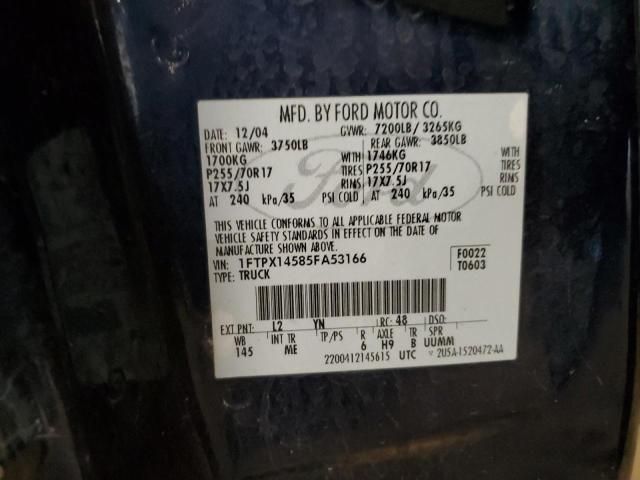 MFD. BY FORD MOTOR CO.
DATE: 12/04 GVWR: 7200LB/ 3265KG
FRONT GAWR: 3750LB REAR GAWR: 3850LB
1700KG WITH 1746KG WITH
P255/70R17 TIRES P255/70R17 TIRES
17X7.5J RIMS 17X7.5J RIMS
AT 240 kPa/35 PSI COLD AT 240 kPa/35 PSI COLD
Ford
THIS VEHICLE CONFORMS TO ALL APPLICABLE FEDERAL MOTOR
VEHICLE SAFETY STANDARDS IN EFFECT ON THE DATE OF
MANUFACTURE SHOWN ABOVE.
VIN: 1FTPX14585FA53166 F0022
TYPE: TRUCK T0603
EXT PNT: L2 YN RC: 48 DSO:
WB INT TR TP/PS R AXLE TR SPR
145 ME 6 H9 B UUMM
2200412145615 UTC V 2U5A-1520472-AA